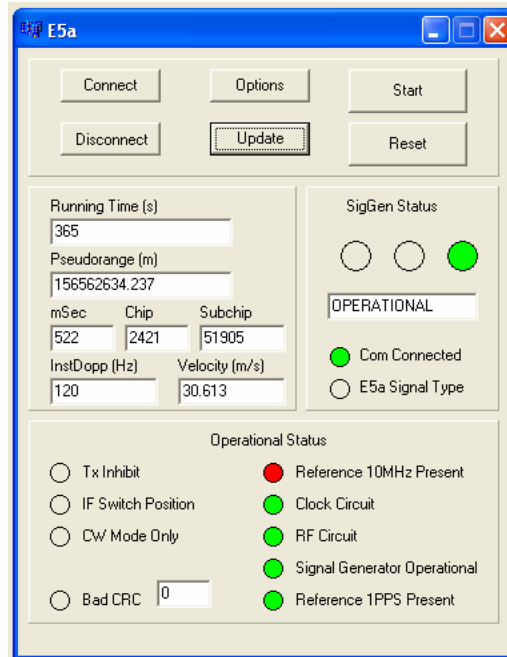 E5a
Connect Options Start
Disconnect Update Reset
Running Time (s)
365
Pseudorange (m)
156562634.237
mSec Chip Subchip
522 2421 51905
InstDopp (Hz) Velocity (m/s)
120 30.613
SigGen Status
OPERATIONAL
Com Connected
E5a Signal Type
Operational Status
Tx Inhibit
IF Switch Position
CW Mode Only
Bad CRC 0
Reference 10MHz Present
Clock Circuit
RF Circuit
Signal Generator Operational
Reference 1PPS Present